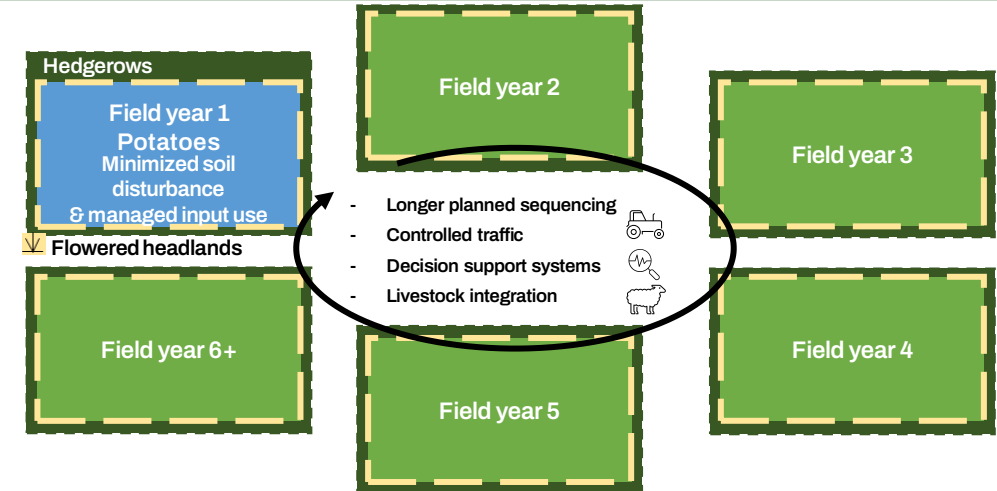 Hedgerows
Field year 1
Potatoes
Minimized soil
disturbance
& managed input use
Flowered headlands
Field year 2
Field year 3
- Longer planned sequencing
- Controlled traffic
- Decision support systems
- Livestock integration
Field year 6+
Field year 5
Field year 4